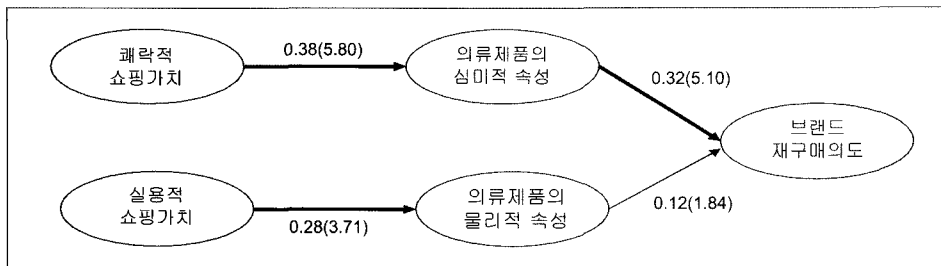 쾌락적
쇼핑가치
0.38(5.80)
의류제품의
심미적 속성
0.32(5.10)
브랜드
재구매의도
실용적
쇼핑가치
0.28(3.71)
의류제품의
물리적 속성
0.12(1.84)